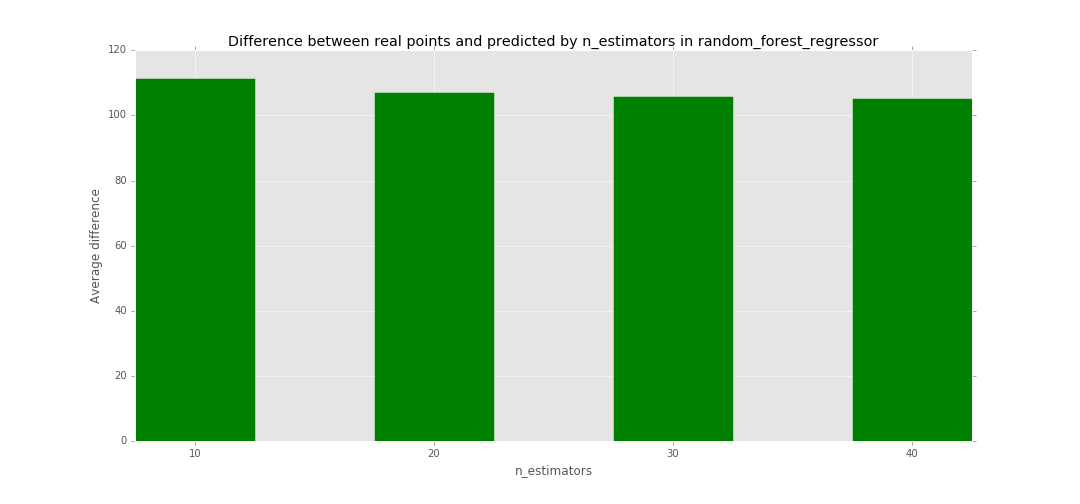 Difference between real points and predicted by n_estimators in random_forest_regressor
120
100
80
60
40
20
0
Average difference
10 20 30 40
n_estimators